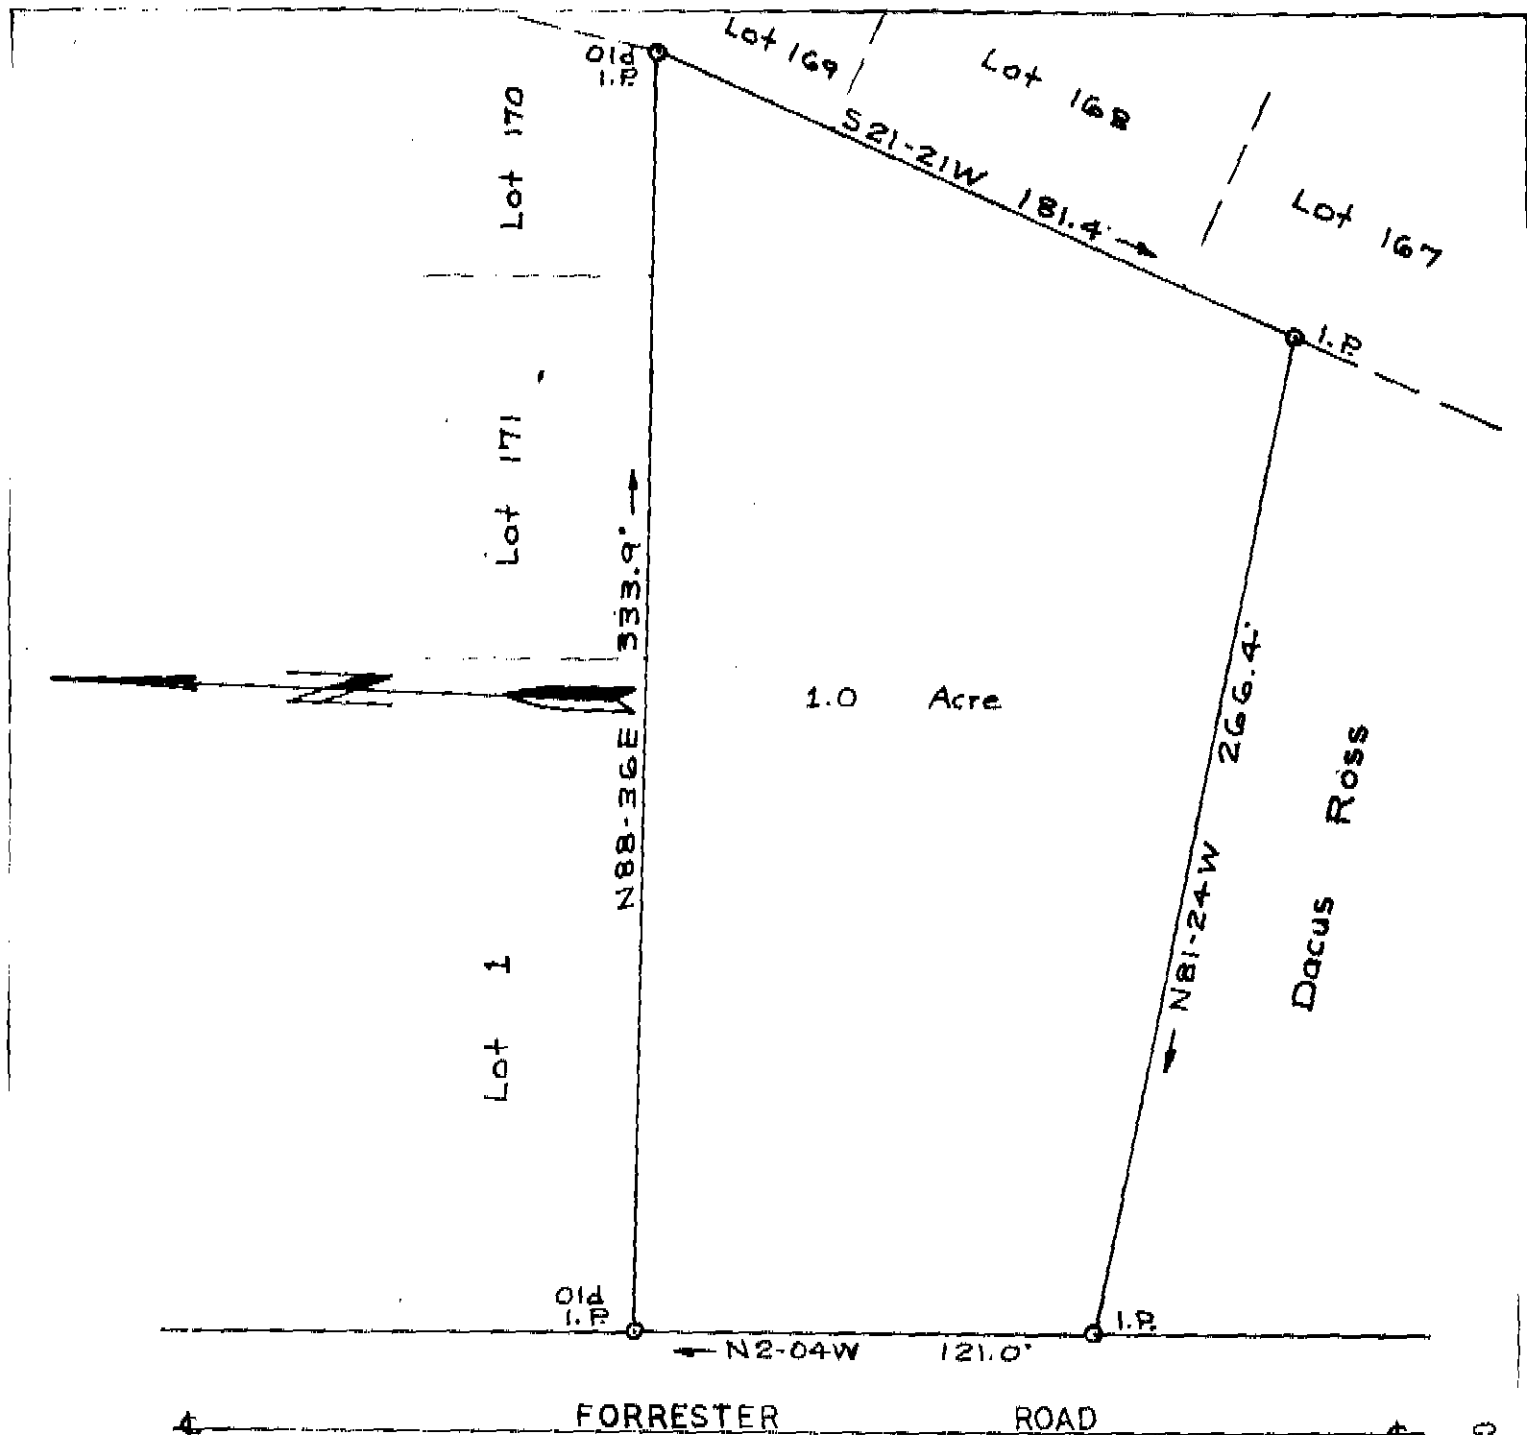 Old
I.P.
Lot 169
Lot 168
Lot 167
Lot 170
S21-21W 181.4'
I.P.
Lot 171
N88-36E 333.9'
1.0 Acre
N81-24W 266.4'
Dacus Ross
Lot 1
Old
I.P.
I.P.
N2-04W 121.0'
FORRESTER ROAD